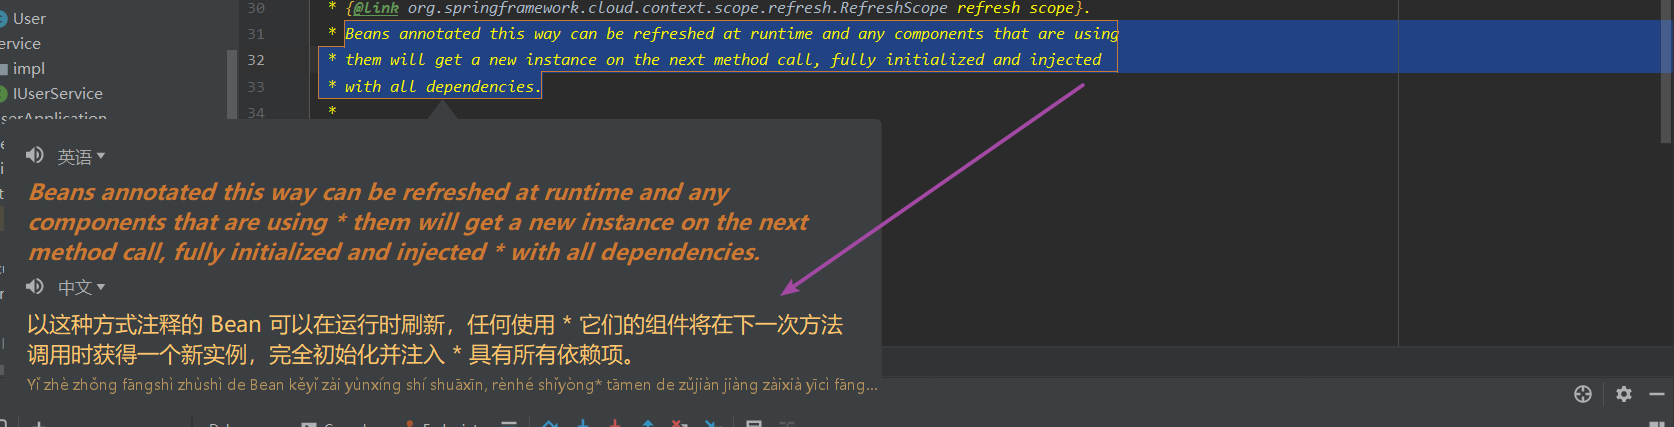 30 * {@link org.springframework.cloud.context.scope.refresh.RefreshScope refresh scope}.
User
31 * Beans annotated this way can be refreshed at runtime and any components that are using
ervice
32 * them will get a new instance on the next method call, fully initialized and injected
impl
33 * with all dependencies.
IUserService
34 *
serApplication
英语
Beans annotated this way can be refreshed at runtime and any
components that are using * them will get a new instance on the next
method call, fully initialized and injected * with all dependencies.
中文
以这种方式注释的 Bean 可以在运行时刷新，任何使用 * 它们的组件将在下一次方法
调用时获得一个新实例，完全初始化并注入 * 具有所有依赖项。
Yǐ zhè zhǒng fāngshì zhùshì de Bean kěyǐ zài yùnxíng shí shuāxīn, rènhé shǐyòng* tāmen de zǔjiàn jiàng zàixià yīcì fāng...